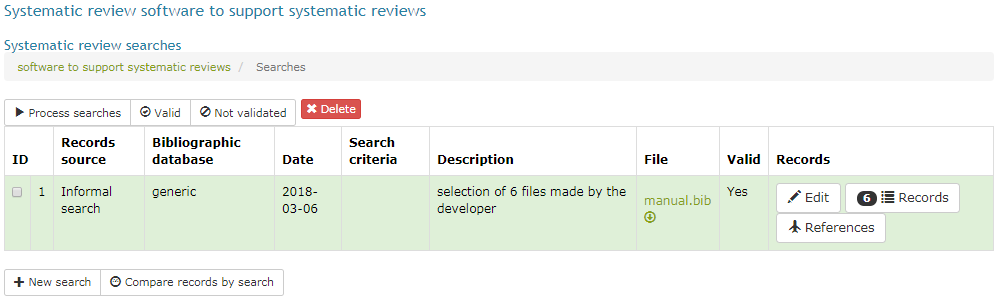 Systematic review software to support systematic reviews
Systematic review searches
software to support systematic reviews / Searches
Process searches Valid Not validated Delete
ID Records source Bibliographic database Date Search criteria Description File Valid Records
1 Informal search generic 2018-03-06 selection of 6 files made by the developer manual.bib Yes Edit 6 Records References
New search Compare records by search